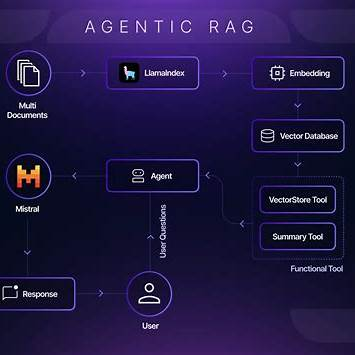 AGENTIC RAG
LlamaIndex
Embedding
Multi
Documents
Vector Database
Agent
Mistral
VectorStore Tool
Summary Tool
User Questions
Functional Tool
Response
User